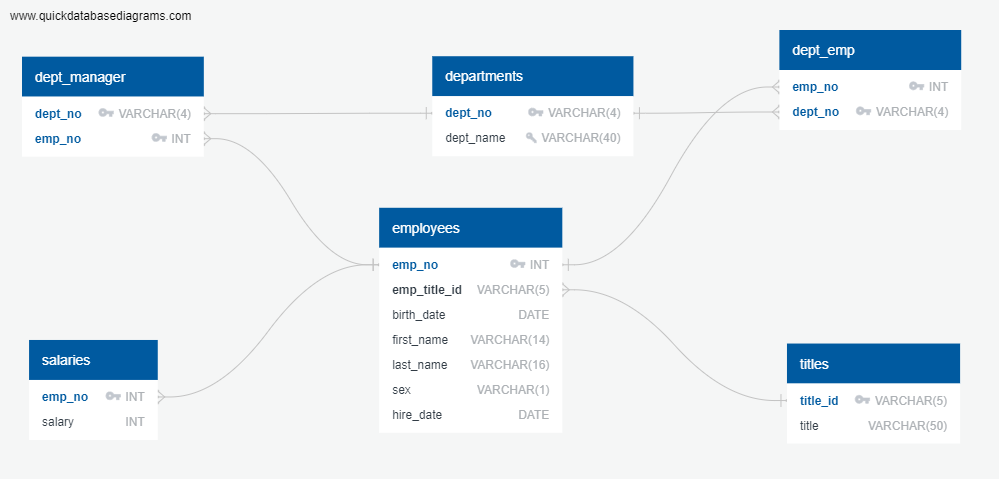 www.quickdatabasediagrams.com
dept_manager
dept_no VARCHAR(4)
emp_no INT
departments
dept_no VARCHAR(4)
dept_name VARCHAR(40)
dept_emp
emp_no INT
dept_no VARCHAR(4)
employees
emp_no INT
emp_title_id VARCHAR(5)
birth_date DATE
first_name VARCHAR(14)
last_name VARCHAR(16)
sex VARCHAR(1)
hire_date DATE
salaries
emp_no INT
salary INT
titles
title_id VARCHAR(5)
title VARCHAR(50)